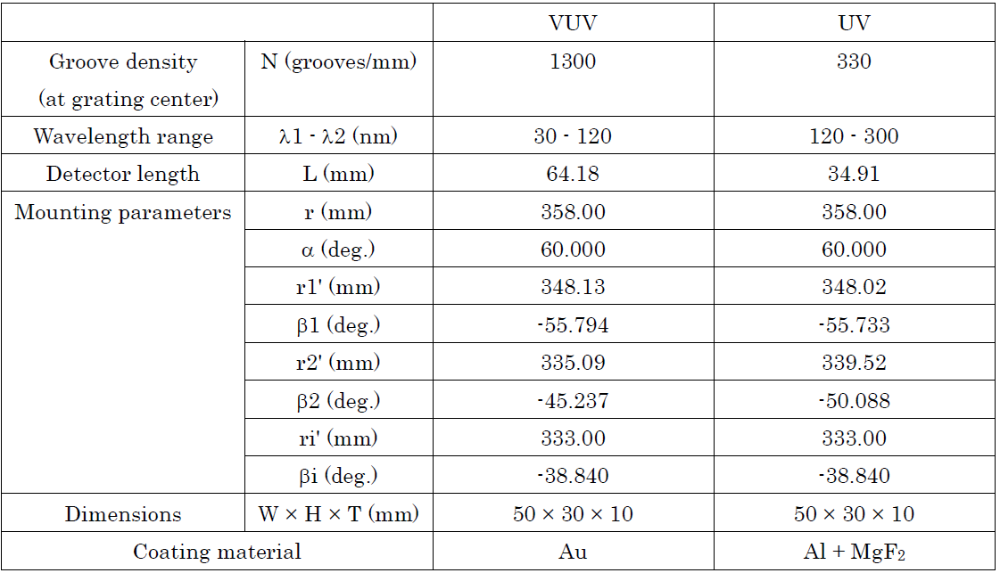 VUV UV
Groove density N (grooves/mm) 1300 330
(at grating center)
Wavelength range λ1 - λ2 (nm) 30 - 120 120 - 300
Detector length L (mm) 64.18 34.91
Mounting parameters r (mm) 358.00 358.00
α (deg.) 60.000 60.000
r1' (mm) 348.13 348.02
β1 (deg.) -55.794 -55.733
r2' (mm) 335.09 339.52
β2 (deg.) -45.237 -50.088
ri' (mm) 333.00 333.00
βi (deg.) -38.840 -38.840
Dimensions W × H × T (mm) 50 × 30 × 10 50 × 30 × 10
Coating material Au Al + MgF₂